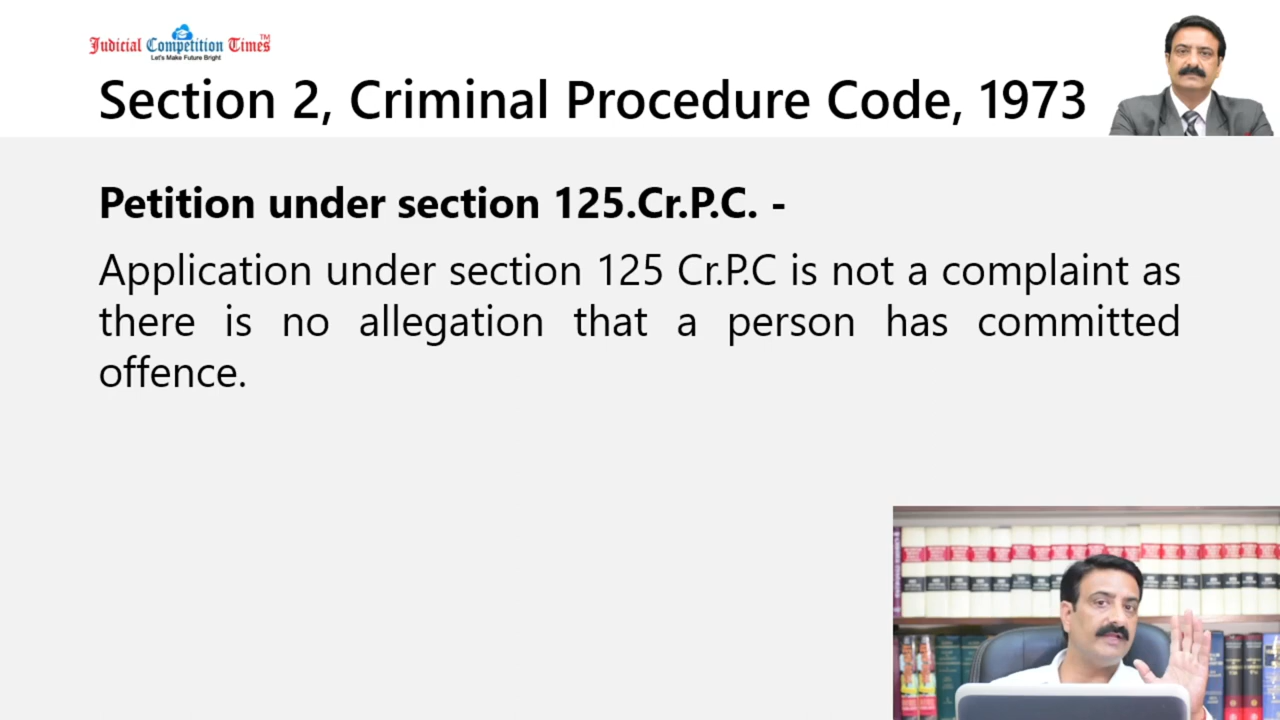 Judicial Competition Times™
Let's Make Future Bright
Section 2, Criminal Procedure Code, 1973
Petition under section 125.Cr.P.C. -
Application under section 125 Cr.P.C is not a complaint as
there is no allegation that a person has committed
offence.